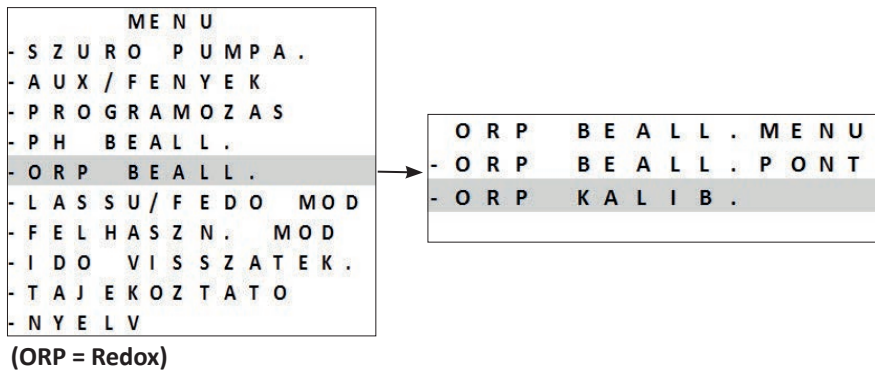 MENU
- SZURO PUMPA.
- AUX/FENYEK
- PROGRAMOZAS
- PH BEALL.
- ORP BEALL.
- LASSU/FEDO MOD
- FELHASZN. MOD
- IDO VISSZATEK.
- TAJEKOZTATO
- NYELV
(ORP = Redox)
ORP BEALL. MENU
- ORP BEALL. PONT
- ORP KALIB.